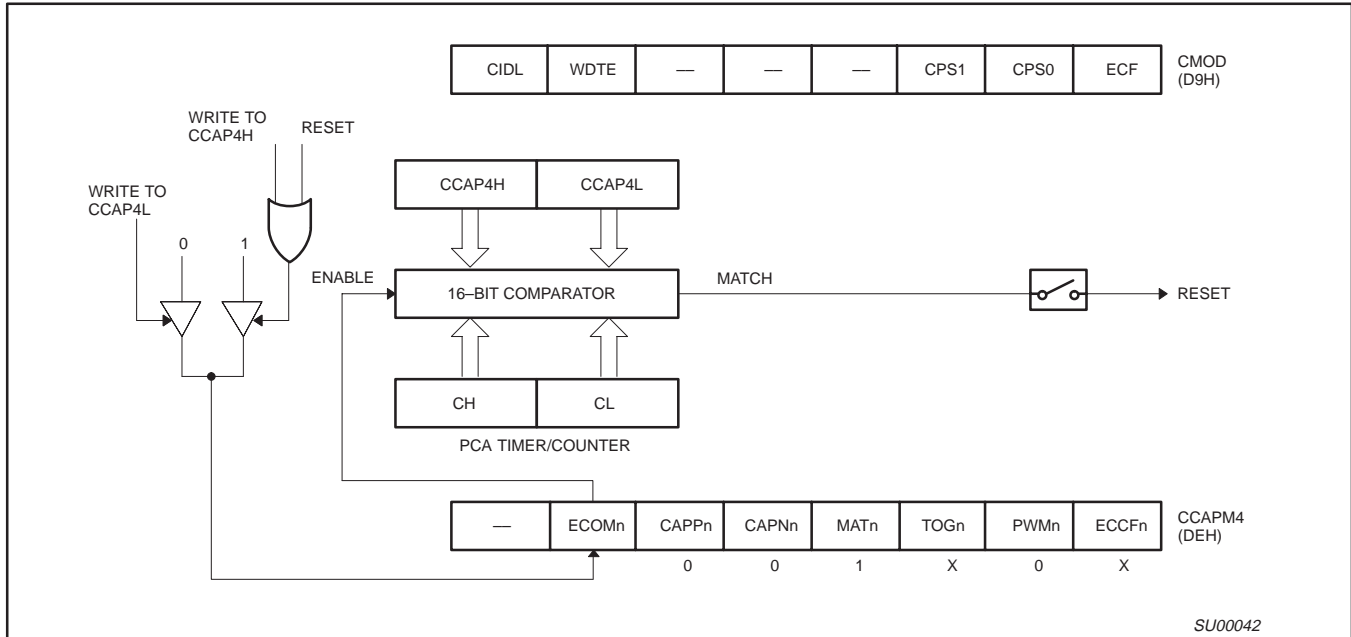 CIDL WDTE — — — CPS1 CPS0 ECF
CMOD
(D9H)
WRITE TO
CCAP4H
RESET
WRITE TO
CCAP4L
0 1
CCAP4H CCAP4L
ENABLE
16–BIT COMPARATOR
MATCH
RESET
CH CL
PCA TIMER/COUNTER
— ECOMn CAPPn CAPNn MATn TOGn PWMn ECCFn
CCAPM4
(DEH)
0 0 1 X 0 X
SU00042